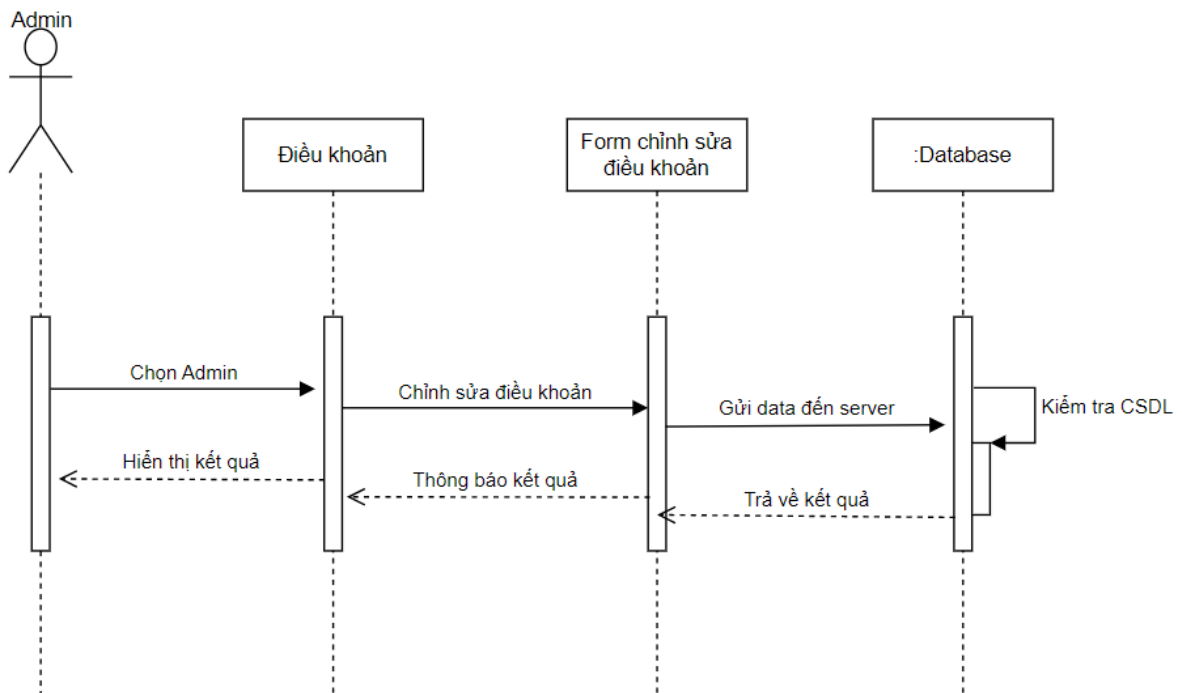 Admin
Điều khoản
Form chỉnh sửa
điều khoản
:Database
Chọn Admin
Chỉnh sửa điều khoản
Gửi data đến server
Kiểm tra CSDL
Hiển thị kết quả
Thông báo kết quả
Trả về kết quả